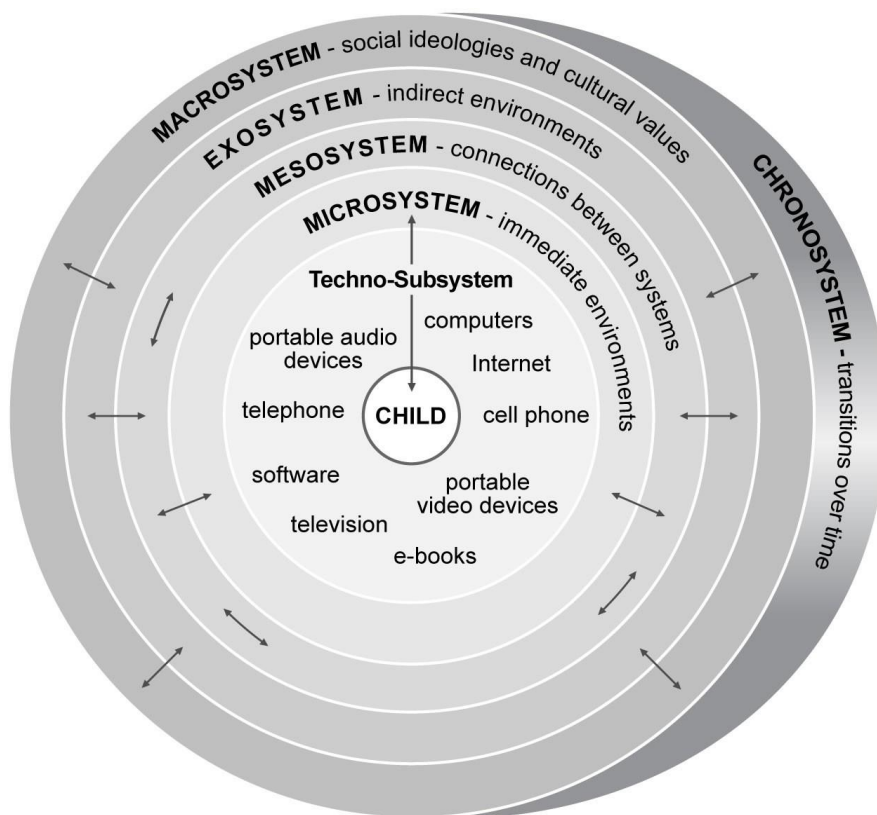 MACROSYSTEM - social ideologies and cultural values
EXOSYSTEM - indirect environments
MESOSYSTEM - connections between systems
MICROSYSTEM - immediate environments
CHRONOSYSTEM - transitions over time
Techno-Subsystem
computers
portable audio
devices
Internet
telephone
CHILD
cell phone
software
portable
video devices
television
e-books